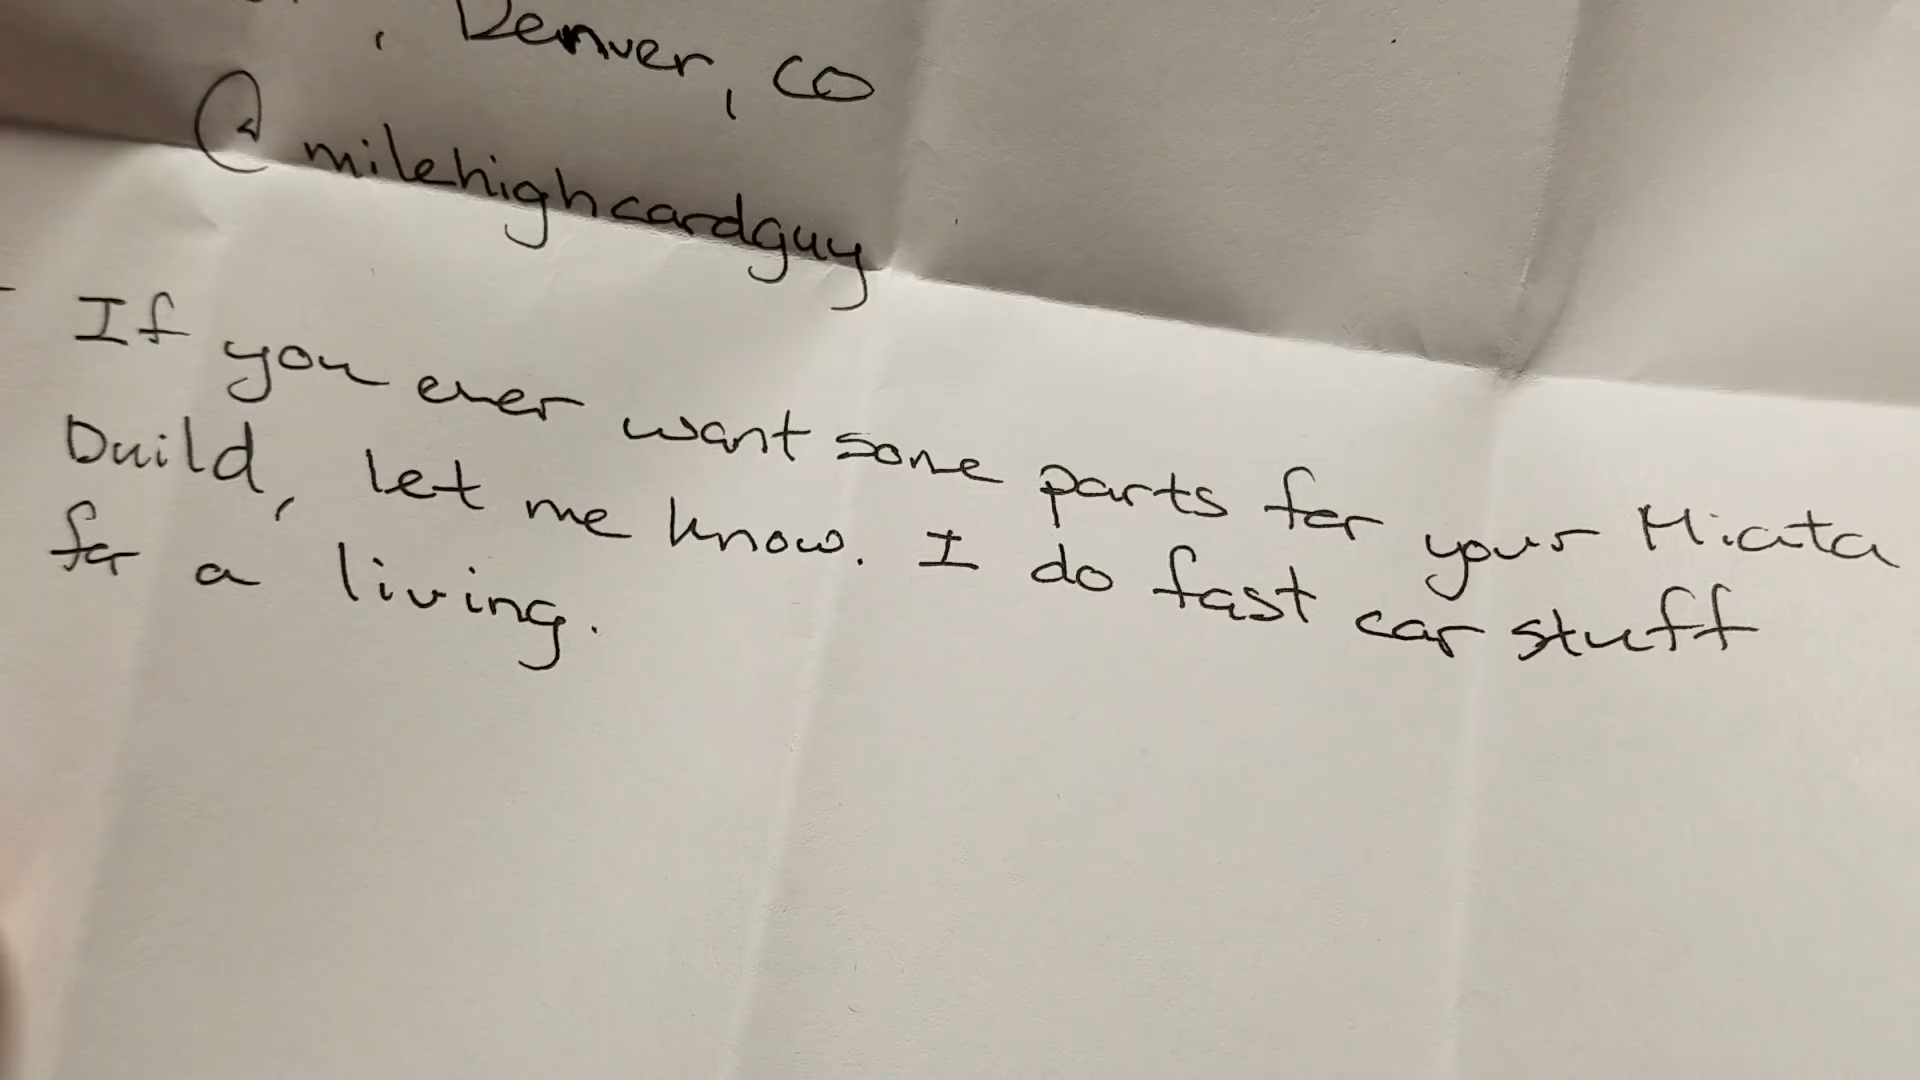 , Denver, CO
@milehighcardguy
- If you ever want some parts for your Miata
build, let me know. I do fast car stuff
for a living.